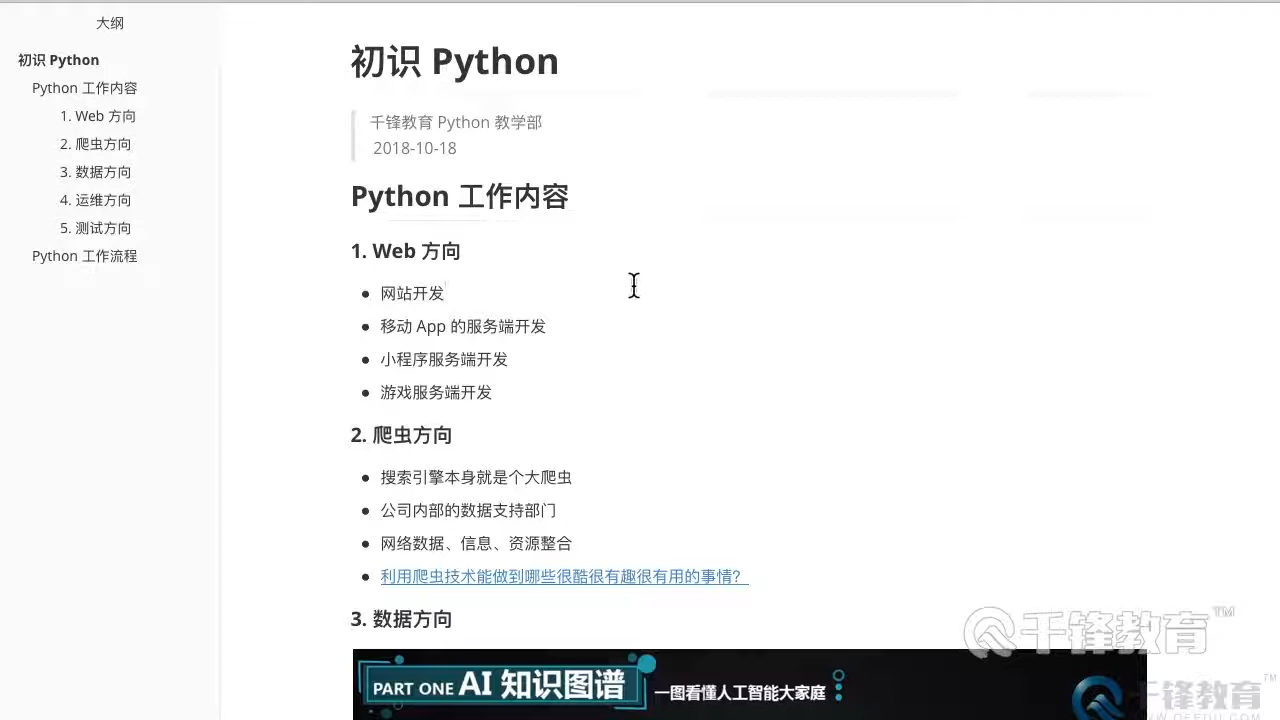 大纲
初识 Python
Python 工作内容
1. Web 方向
2. 爬虫方向
3. 数据方向
4. 运维方向
5. 测试方向
Python 工作流程
初识 Python
千锋教育 Python 教学部
2018-10-18
Python 工作内容
1. Web 方向
网站开发
移动 App 的服务端开发
小程序服务端开发
游戏服务端开发
2. 爬虫方向
搜索引擎本身就是个大爬虫
公司内部的数据支持部门
网络数据、信息、资源整合
利用爬虫技术能做到哪些很酷很有趣很有用的事情？
3. 数据方向
千锋教育™
PART ONE AI 知识图谱
一图看懂人工智能大家庭
千锋教育™